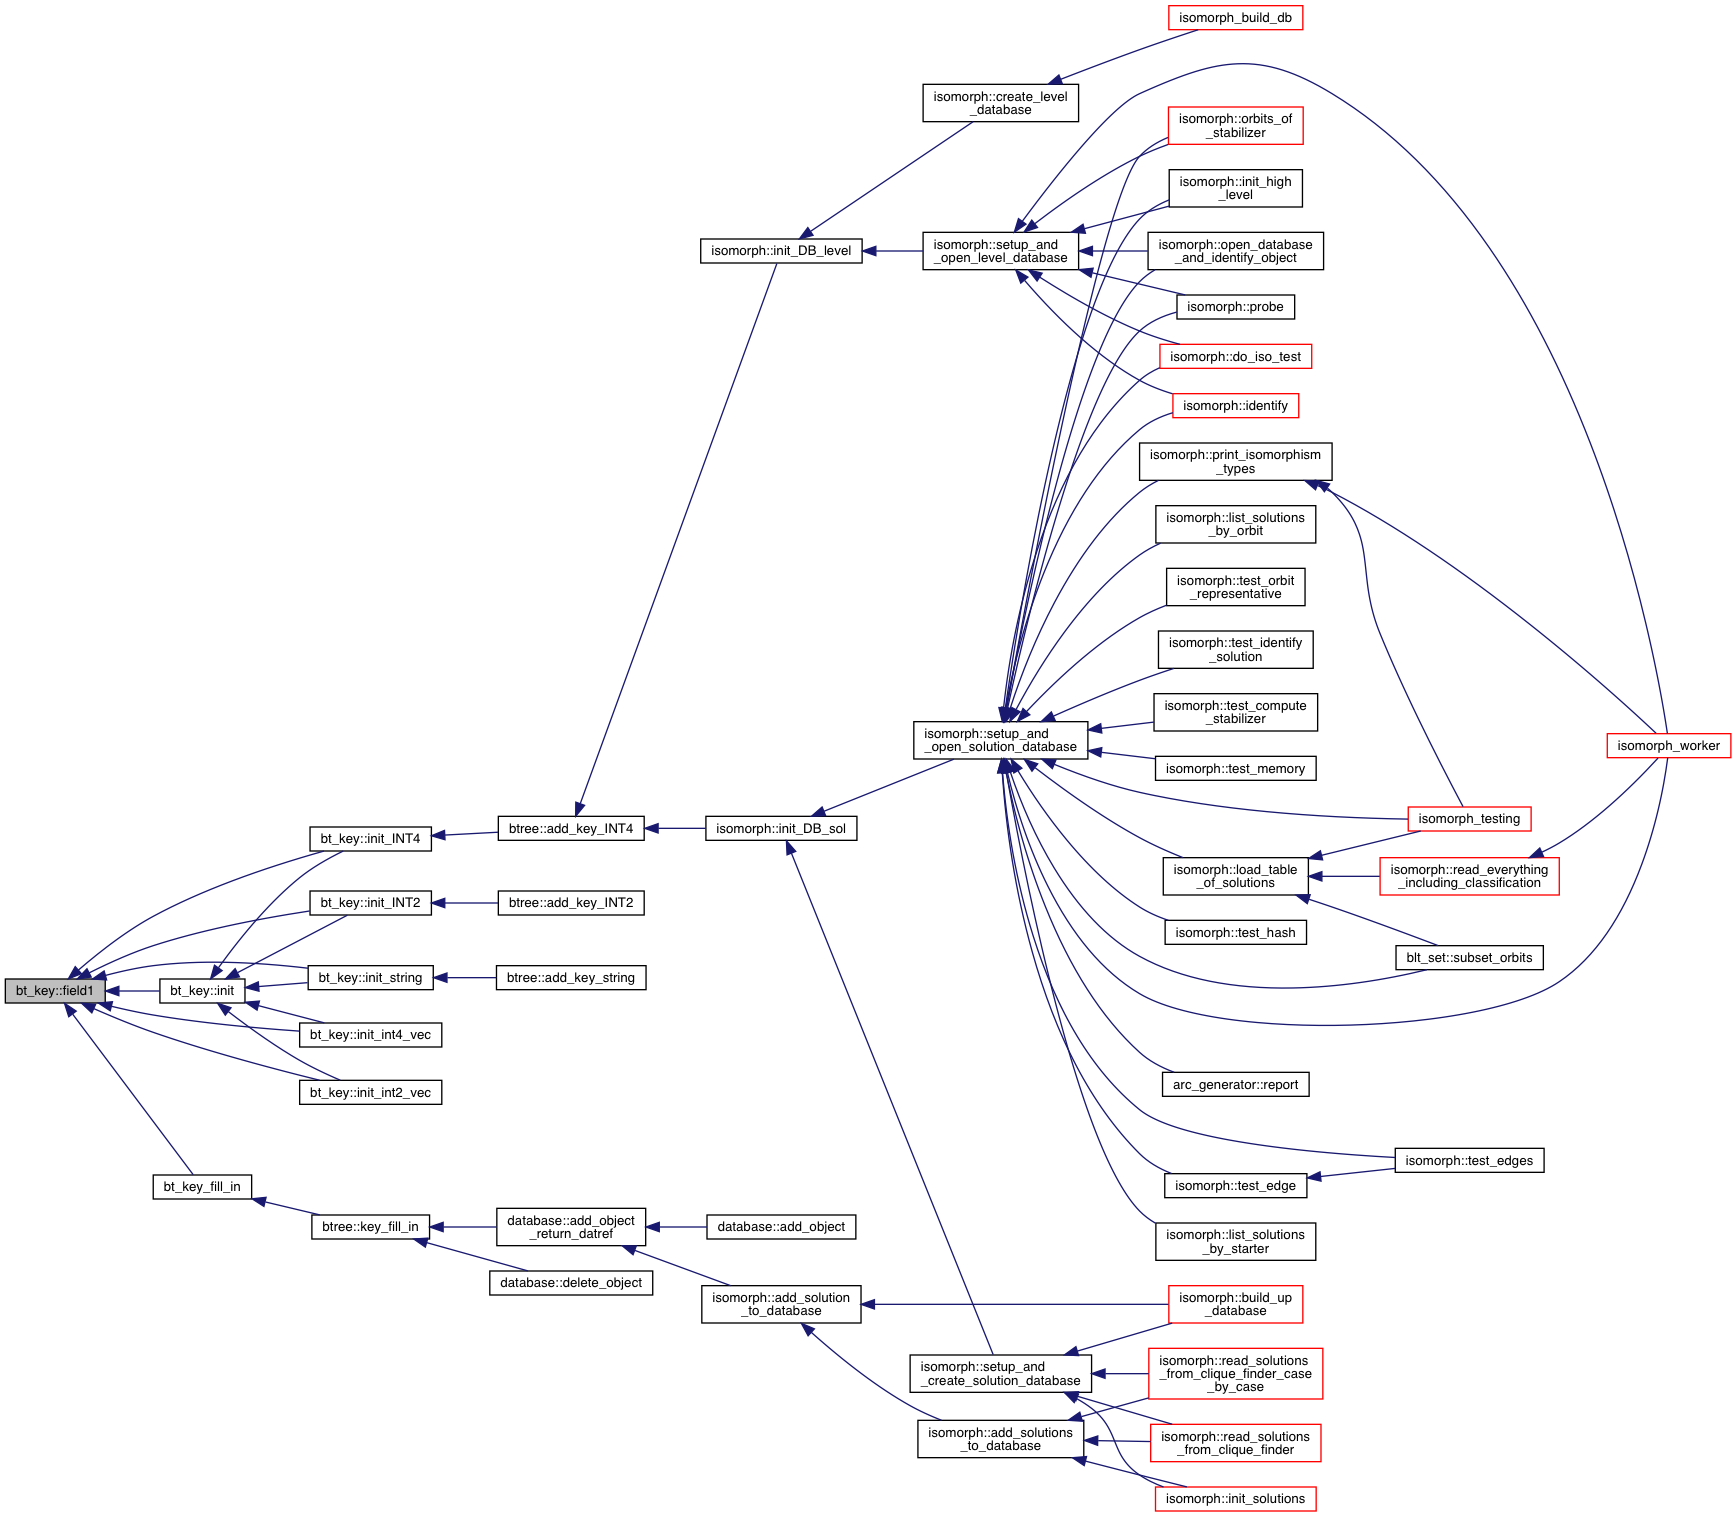 isomorph_build_db
isomorph::create_level
_database
isomorph::orbits_of
_stabilizer
isomorph::init_high
_level
isomorph::init_DB_level
isomorph::setup_and
_open_level_database
isomorph::open_database
_and_identify_object
isomorph::probe
isomorph::do_iso_test
isomorph::identify
isomorph::print_isomorphism
_types
isomorph::list_solutions
_by_orbit
isomorph::test_orbit
_representative
isomorph::test_identify
_solution
isomorph::test_compute
_stabilizer
isomorph::setup_and
_open_solution_database
isomorph_worker
isomorph::test_memory
bt_key::init_INT4
btree::add_key_INT4
isomorph::init_DB_sol
isomorph_testing
isomorph::load_table
_of_solutions
isomorph::read_everything
_including_classification
bt_key::init_INT2
btree::add_key_INT2
isomorph::test_hash
blt_set::subset_orbits
bt_key::field1
bt_key::init
bt_key::init_string
btree::add_key_string
bt_key::init_int4_vec
bt_key::init_int2_vec
arc_generator::report
isomorph::test_edges
bt_key_fill_in
isomorph::test_edge
btree::key_fill_in
database::add_object
_return_datref
database::add_object
isomorph::list_solutions
_by_starter
database::delete_object
isomorph::add_solution
_to_database
isomorph::build_up
_database
isomorph::setup_and
_create_solution_database
isomorph::read_solutions
_from_clique_finder_case
_by_case
isomorph::add_solutions
_to_database
isomorph::read_solutions
_from_clique_finder
isomorph::init_solutions